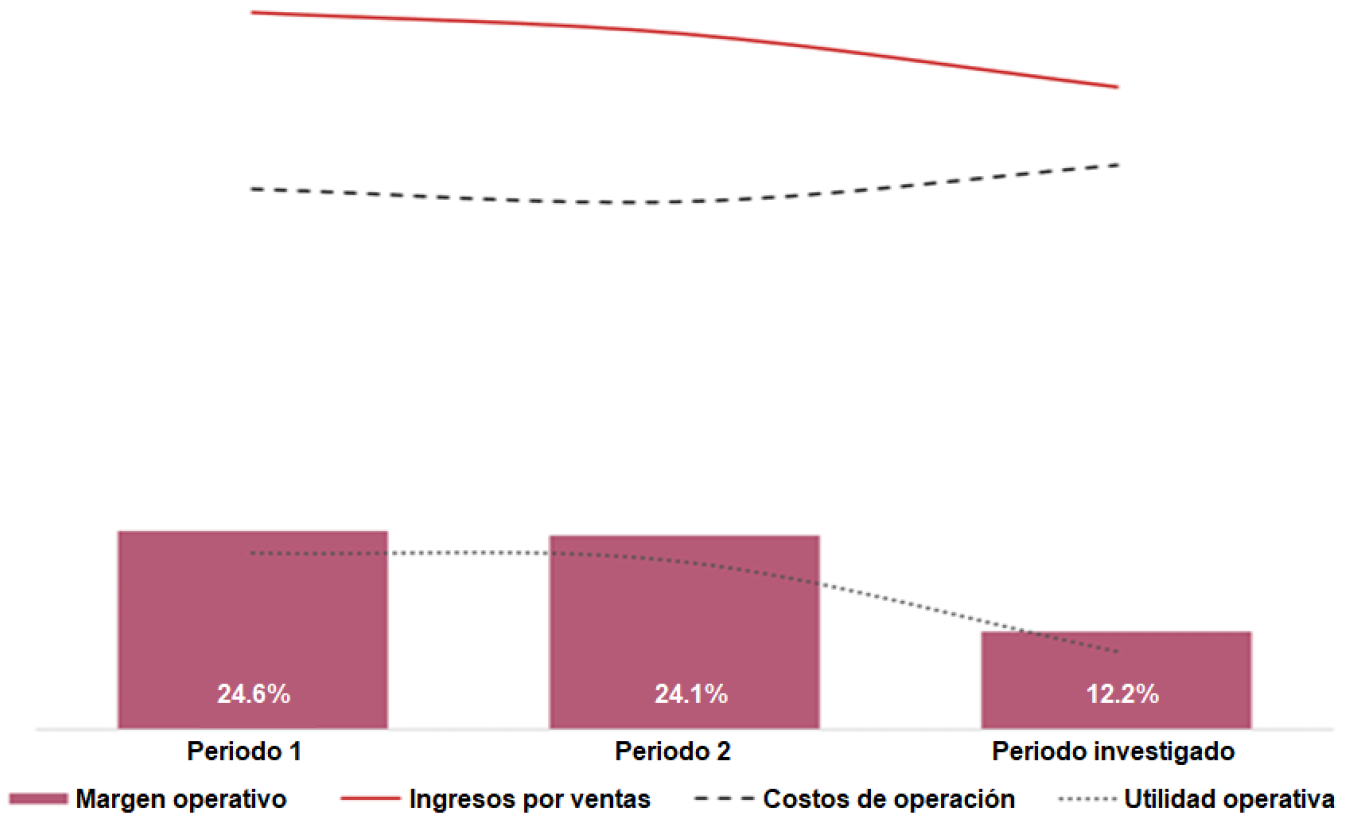 24.6%
24.1%
12.2%
Periodo 1
Periodo 2
Periodo investigado
Margen operativo
Ingresos por ventas
Costos de operación
Utilidad operativa